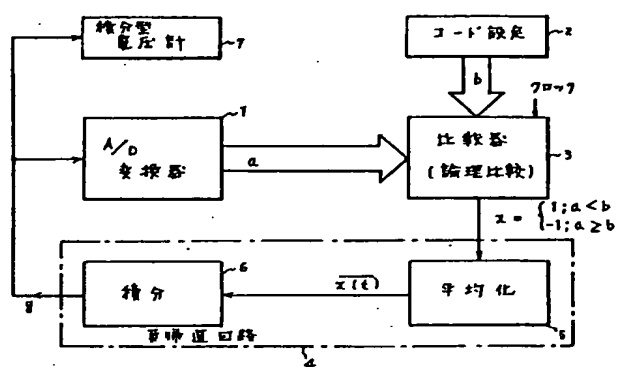 積分型
電圧計
7
コード設定
2
b
クロック
1
A/D
変換器
a
比較器
(論理比較)
3
x = { 1; a < b
-1; a ≥ b
6
積分
x(t)
平均化
5
y
負帰還回路
4